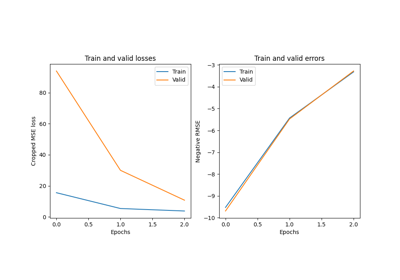 Train and valid losses
Train
Valid
Cropped MSE loss
80
60
40
20
0
0.0 0.5 1.0 1.5 2.0
Epochs
Train and valid errors
Train
Valid
Negative RMSE
−3
−4
−5
−6
−7
−8
−9
−10
0.0 0.5 1.0 1.5 2.0
Epochs